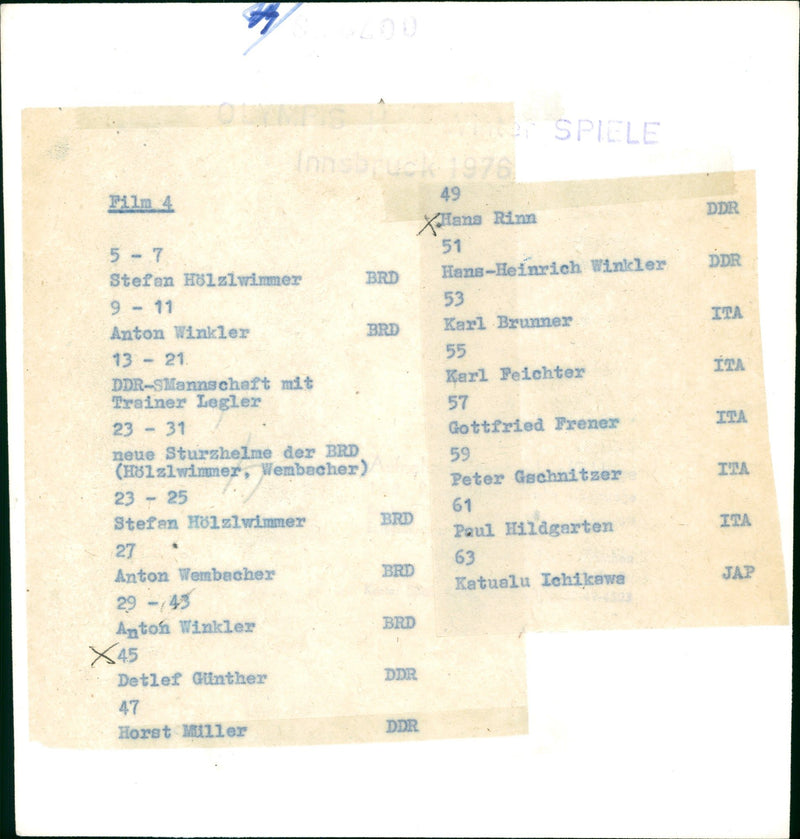 OLYMPIS
SPIELE
Innsbruck 1976
Film 4
5 - 7
Stefan Hölzlwimmer BRD
9 - 11
Anton Winkler BRD
13 - 21
DDR-SMannschaft mit
Trainer Legler
23 - 31
neue Sturzhelme der BRD
(Hölzlwimmer, Wembacher)
23 - 25
Stefan Hölzlwimmer BRD
27
Anton Wembacher BRD
29 - 43
Anton Winkler BRD
X 45
Detlef Günther DDR
47
Horst Müller DDR
49
X Hans Rinn DDR
51
Hans-Heinrich Winkler DDR
53
Karl Brunner ITA
55
Karl Feichter ITA
57
Gottfried Frener ITA
59
Peter Gschnitzer ITA
61
Paul Hildgarten ITA
63
Katualu Ichikawa JAP